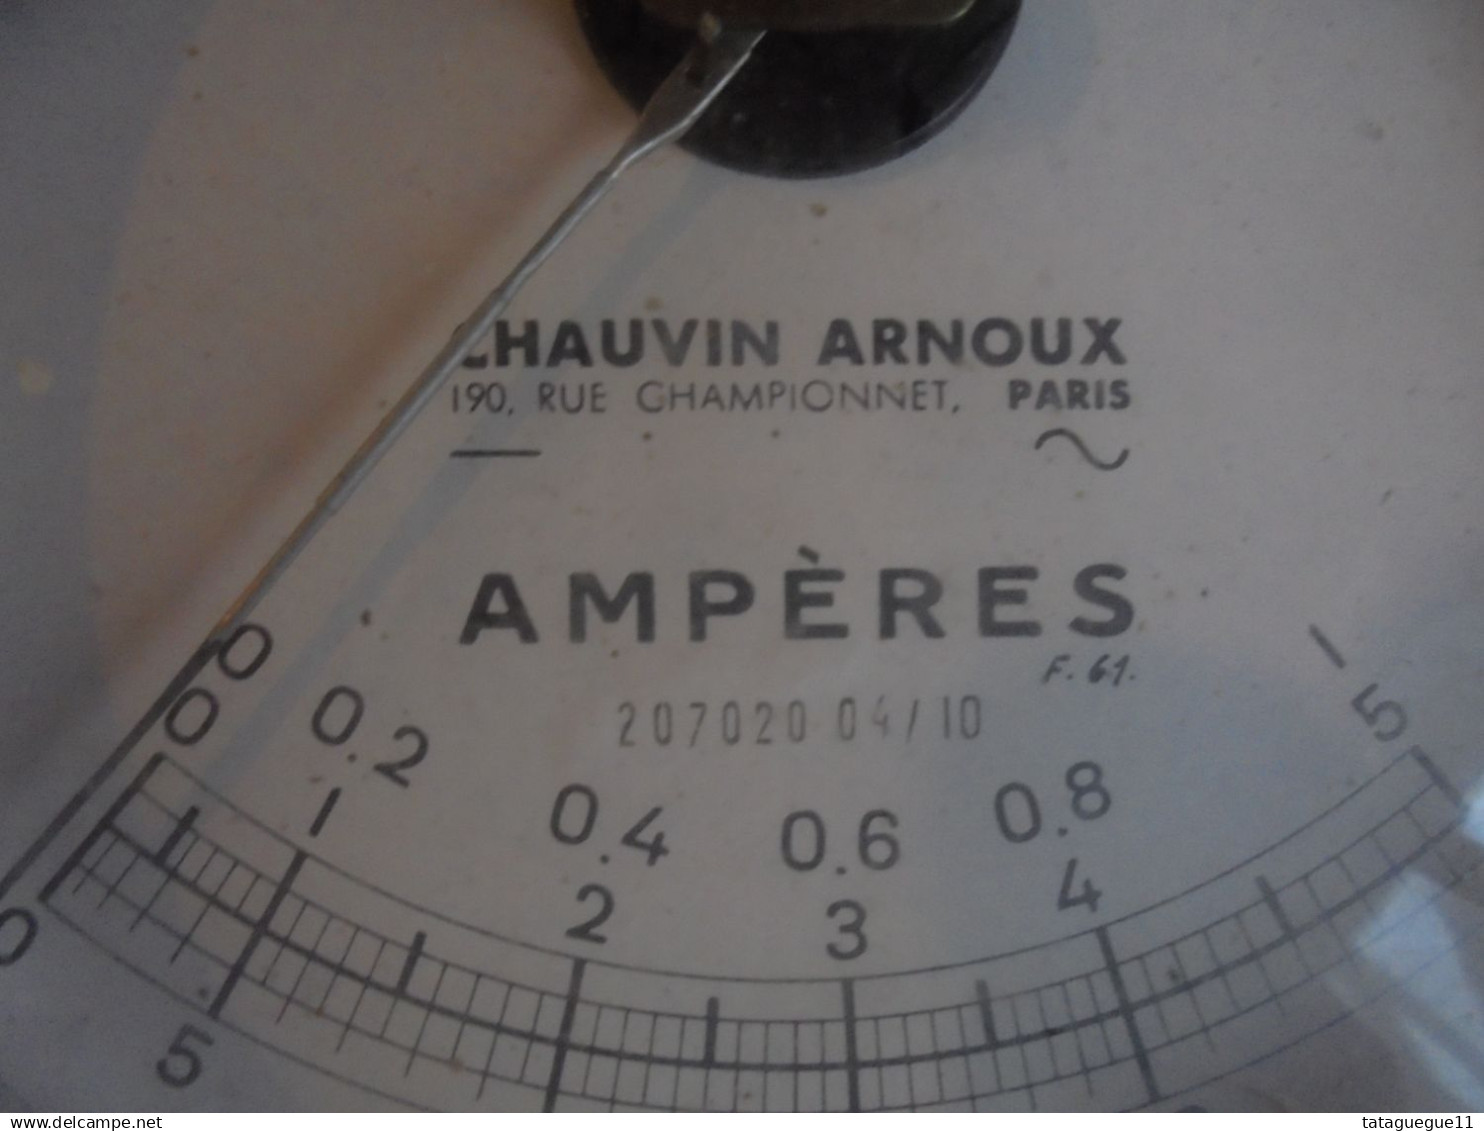 CHAUVIN ARNOUX
190, RUE CHAMPIONNET, PARIS
— ~
AMPÈRES
F. 61.
207020 04/10
0 0.2 0.4 0.6 0.8 1
0 1 2 3 4 5
0 5
www.delcampe.net tataguegue11